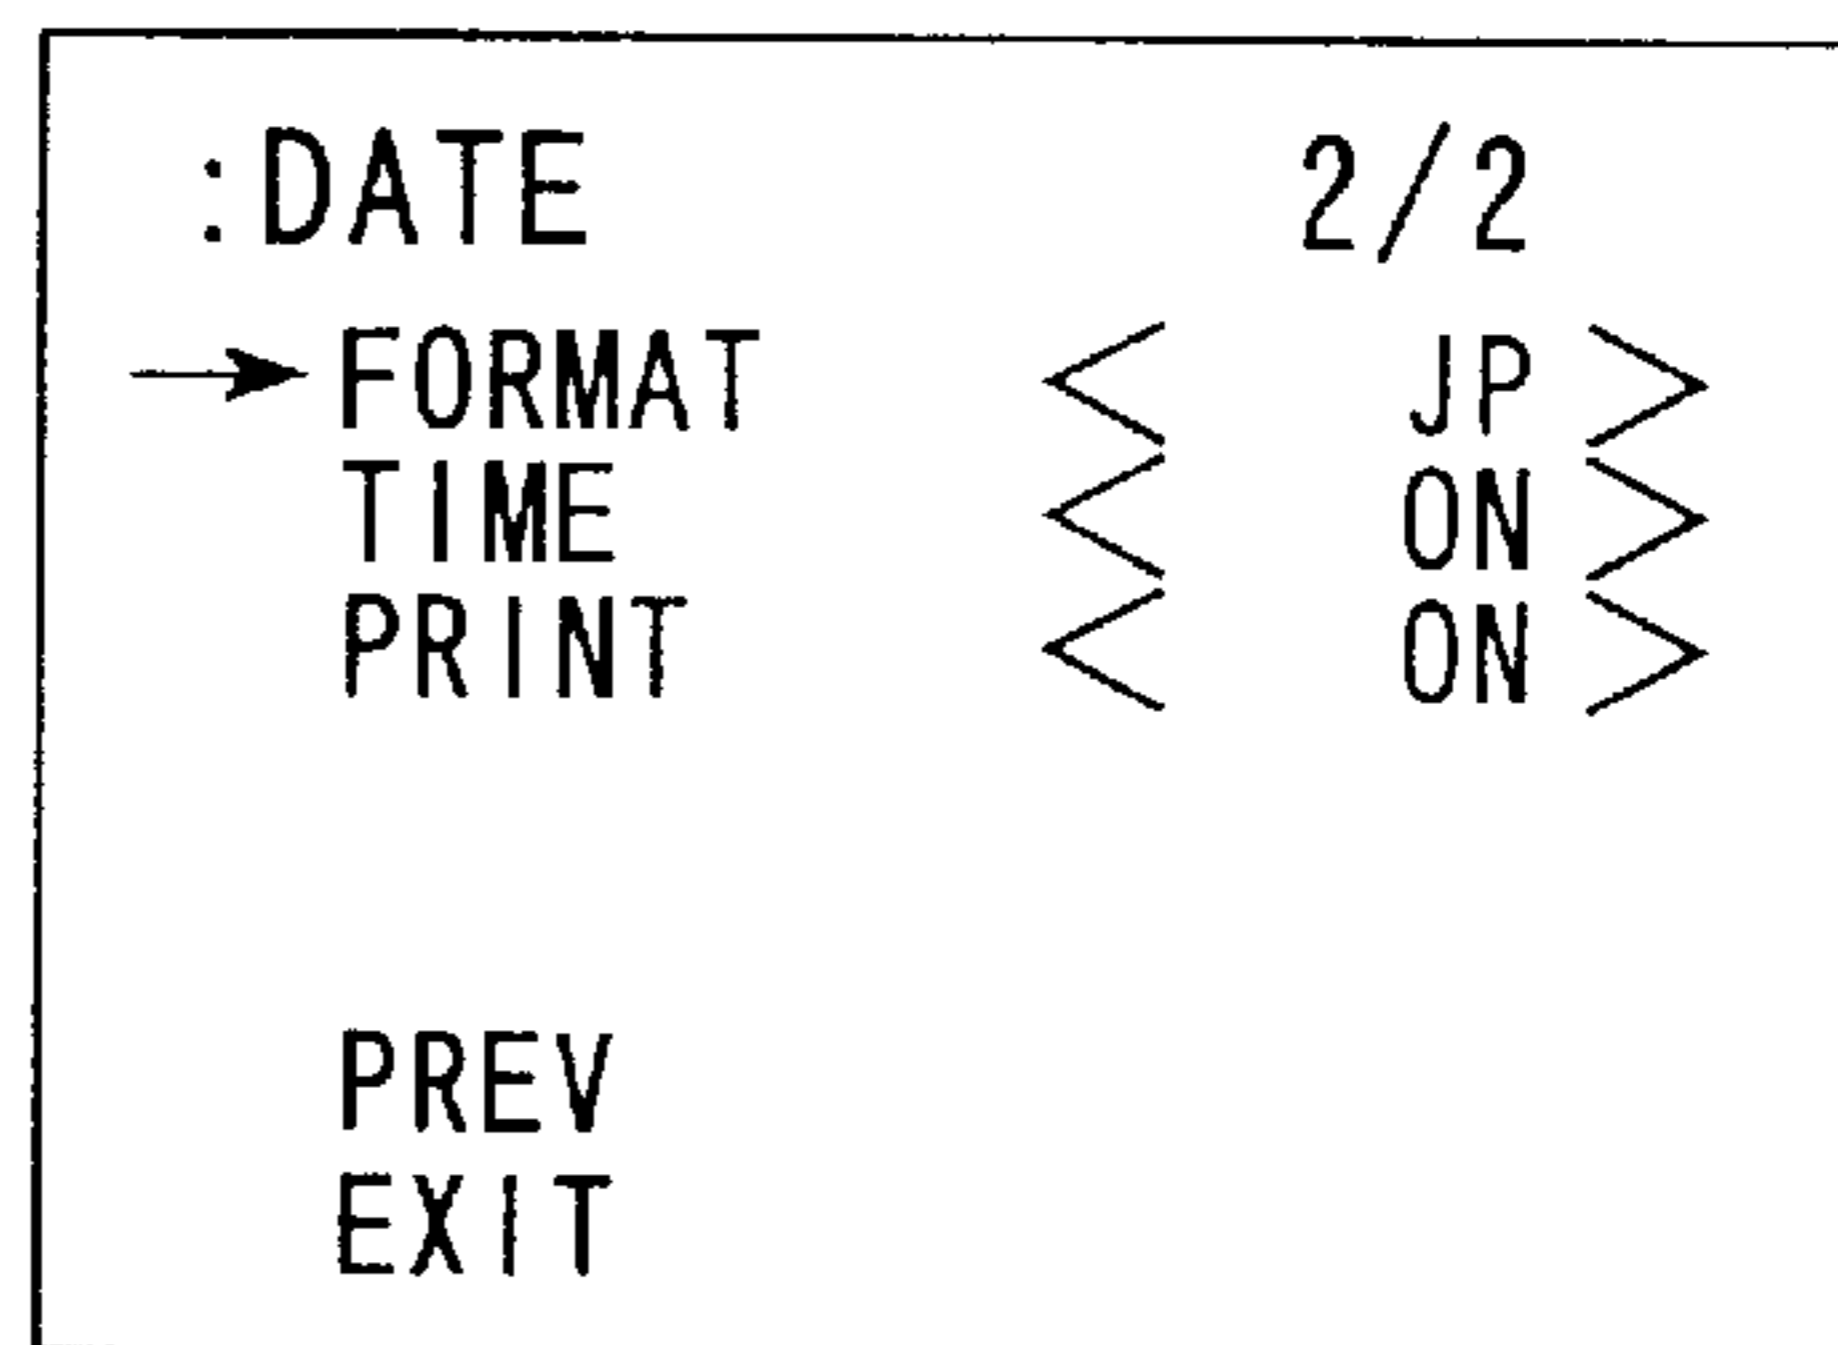 :DATE 2/2
→FORMAT < JP>
TIME < ON>
PRINT < ON>
PREV
EXIT